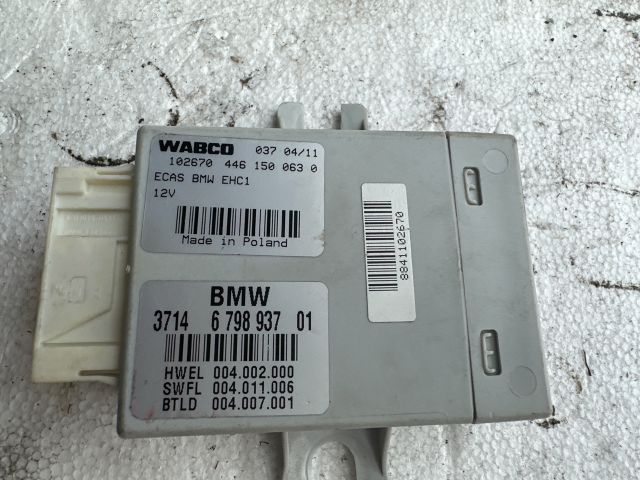 WABCO 037 04/11
102670 446 150 063 0
ECAS BMW EHC1
12V
Made in Poland
8841102670
BMW
3714 6 798 937 01
HWEL 004.002.000
SWFL 004.011.006
BTLD 004.007.001